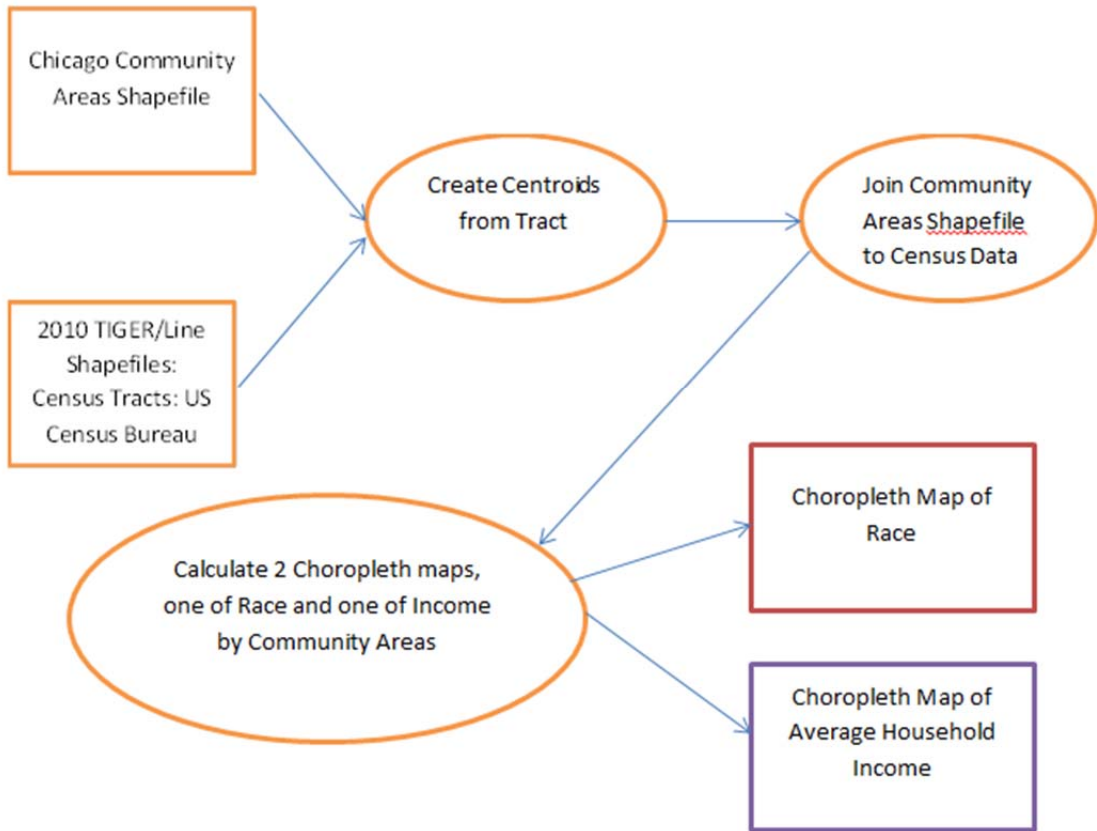 Chicago Community
Areas Shapefile
Create Centroids
from Tract
Join Community
Areas Shapefile
to Census Data
2010 TIGER/Line
Shapefiles:
Census Tracts: US
Census Bureau
Calculate 2 Choropleth maps,
one of Race and one of Income
by Community Areas
Choropleth Map of
Race
Choropleth Map of
Average Household
Income